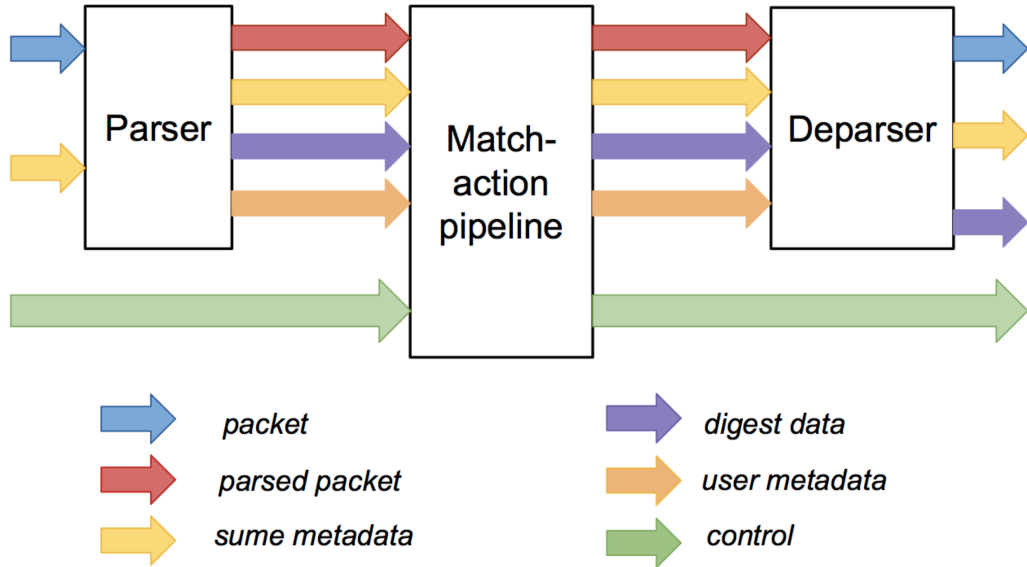 Parser
Match-
action
pipeline
Deparser
packet
digest data
parsed packet
user metadata
sume metadata
control